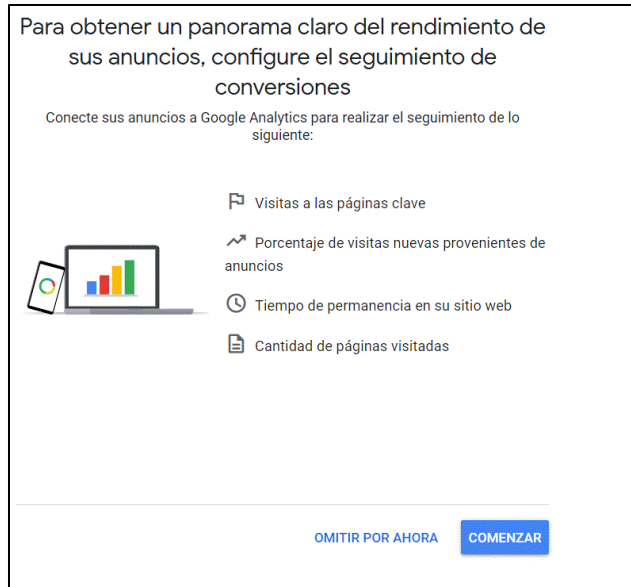 Para obtener un panorama claro del rendimiento de
sus anuncios, configure el seguimiento de
conversiones
Conecte sus anuncios a Google Analytics para realizar el seguimiento de lo
siguiente:
Visitas a las páginas clave
Porcentaje de visitas nuevas provenientes de
anuncios
Tiempo de permanencia en su sitio web
Cantidad de páginas visitadas
OMITIR POR AHORA
COMENZAR